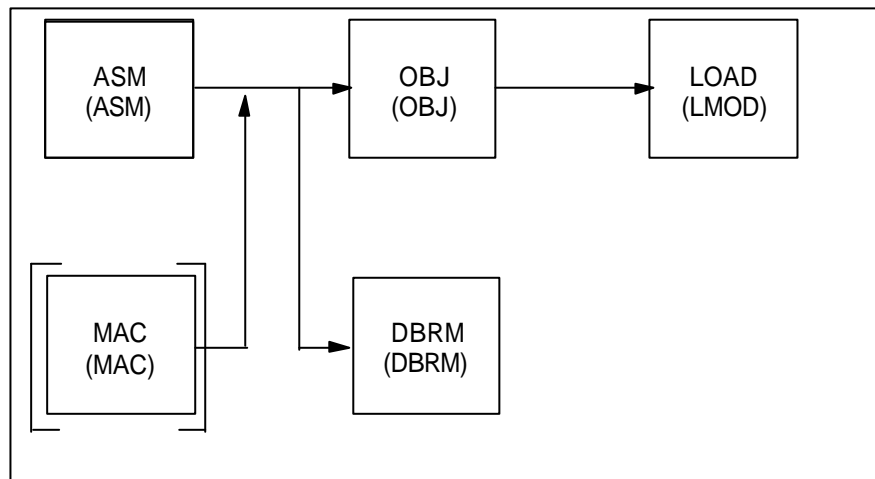 ASM
(ASM)
OBJ
(OBJ)
LOAD
(LMOD)
MAC
(MAC)
DBRM
(DBRM)